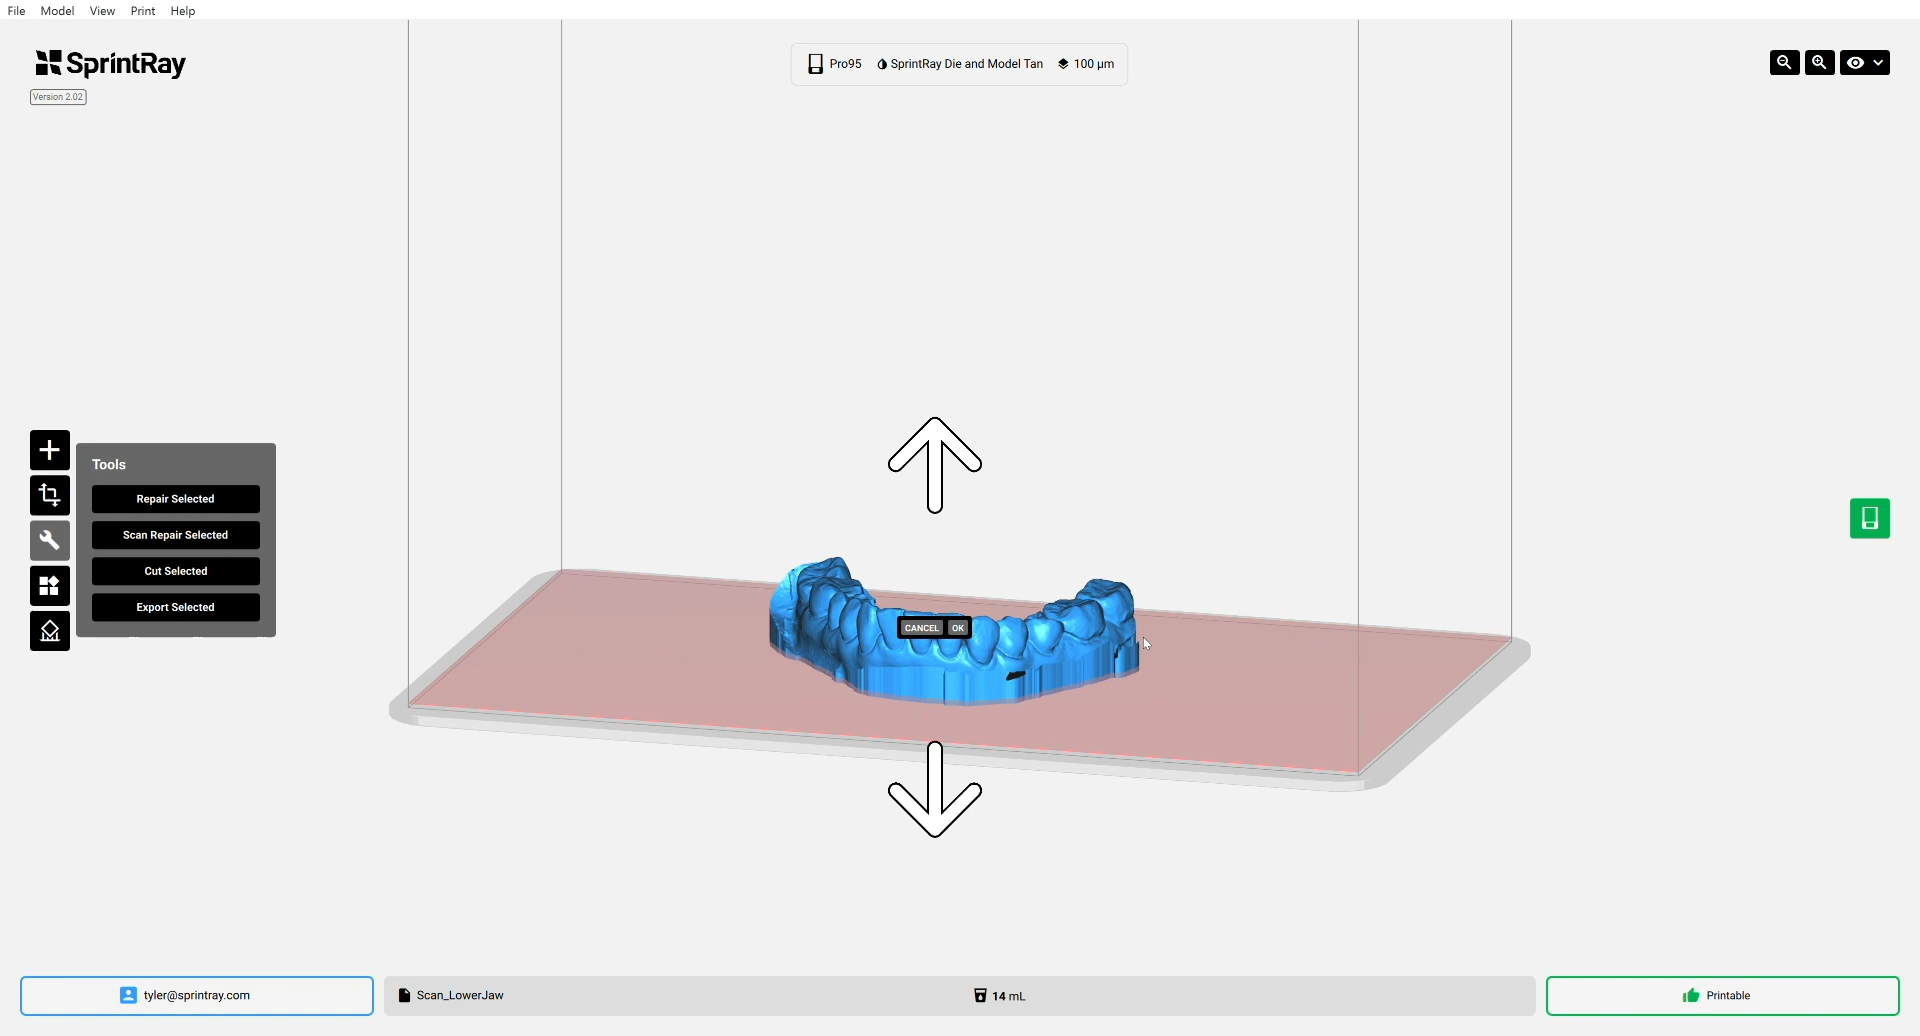 File Model View Print Help
SprintRay
Version 2.02
Pro95 SprintRay Die and Model Tan 100 µm
Tools
Repair Selected
Scan Repair Selected
Cut Selected
Export Selected
CANCEL OK
tyler@sprintray.com
Scan_LowerJaw
14 mL
Printable